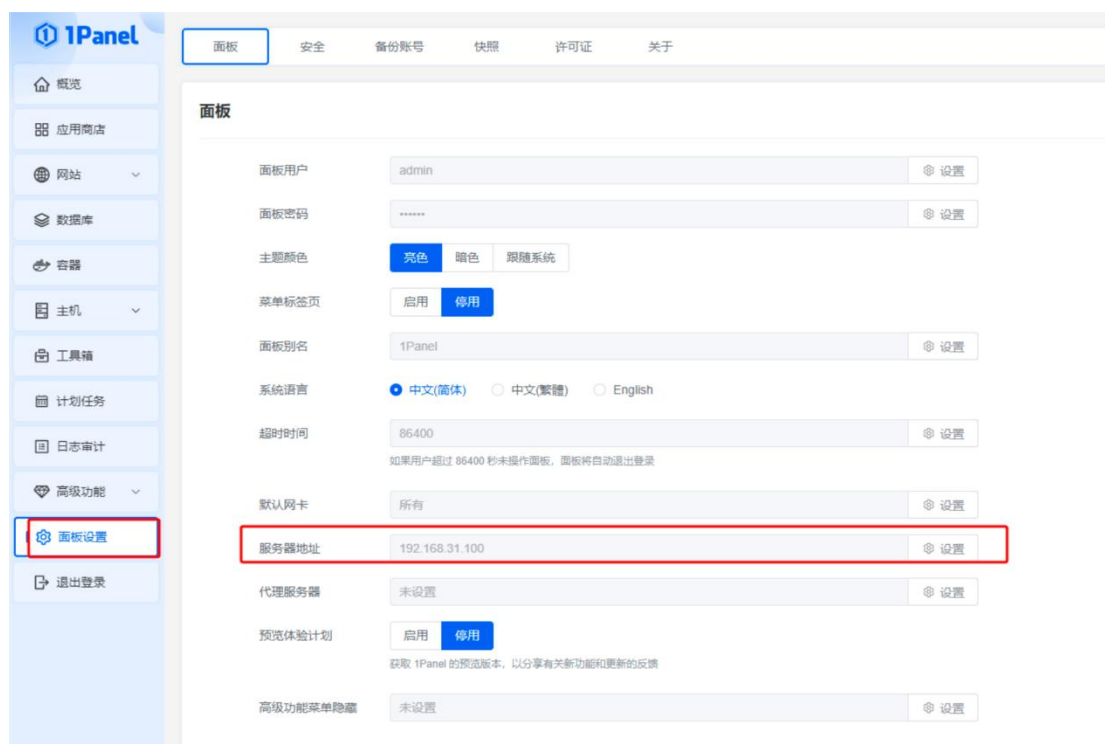 1Panel
面板 安全 备份账号 快照 许可证 关于
概览
应用商店
网站
数据库
容器
主机
工具箱
计划任务
日志审计
高级功能
面板设置
退出登录
面板
面板用户 admin 设置
面板密码 •••••• 设置
主题颜色 亮色 暗色 跟随系统
菜单标签页 启用 停用
面板别名 1Panel 设置
系统语言 中文(简体) 中文(繁體) English
超时时间 86400 设置
如果用户超过 86400 秒未操作面板，面板将自动退出登录
默认网卡 所有 设置
服务器地址 192.168.31.100 设置
代理服务器 未设置 设置
预览体验计划 启用 停用
获取 1Panel 的预览版本，以分享有关新功能和更新的反馈
高级功能菜单隐藏 未设置 设置